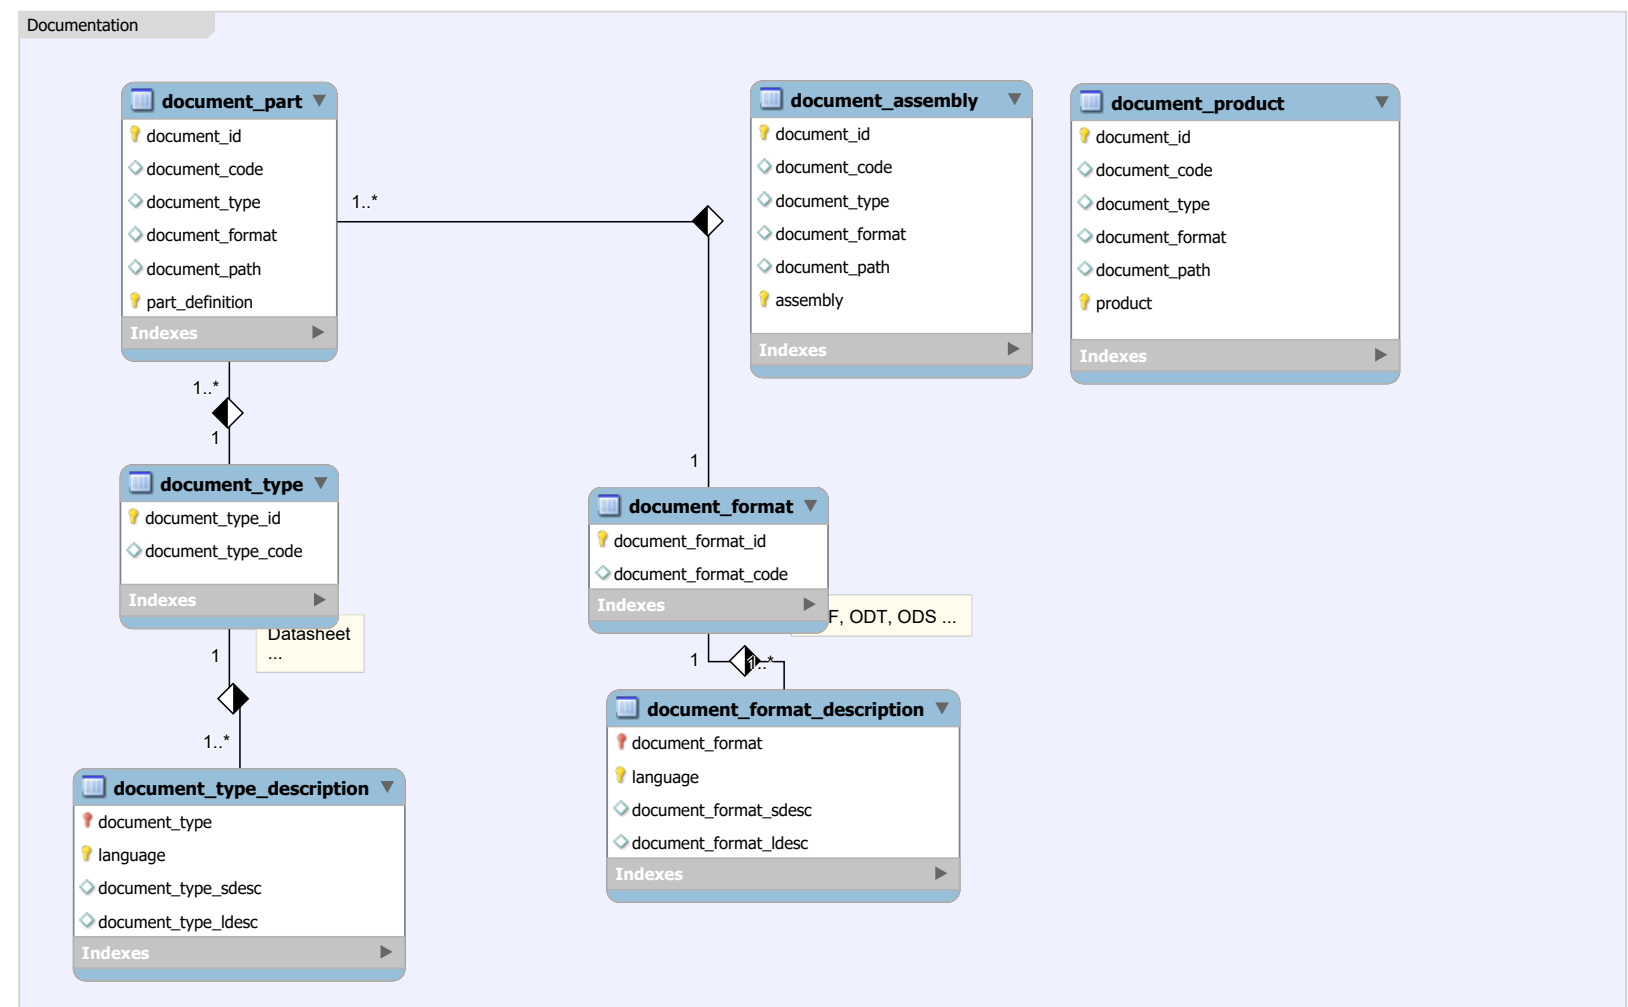 Documentation
document_part
document_id
document_code
document_type
document_format
document_path
part_definition
Indexes
document_assembly
document_id
document_code
document_type
document_format
document_path
assembly
Indexes
document_product
document_id
document_code
document_type
document_format
document_path
product
Indexes
1..*
1..*
1
1
document_type
document_type_id
document_type_code
Indexes
Datasheet
...
document_format
document_format_id
document_format_code
Indexes
F, ODT, ODS ...
1
1..*
1
1..*
document_type_description
document_type
language
document_type_sdesc
document_type_ldesc
Indexes
document_format_description
document_format
language
document_format_sdesc
document_format_ldesc
Indexes